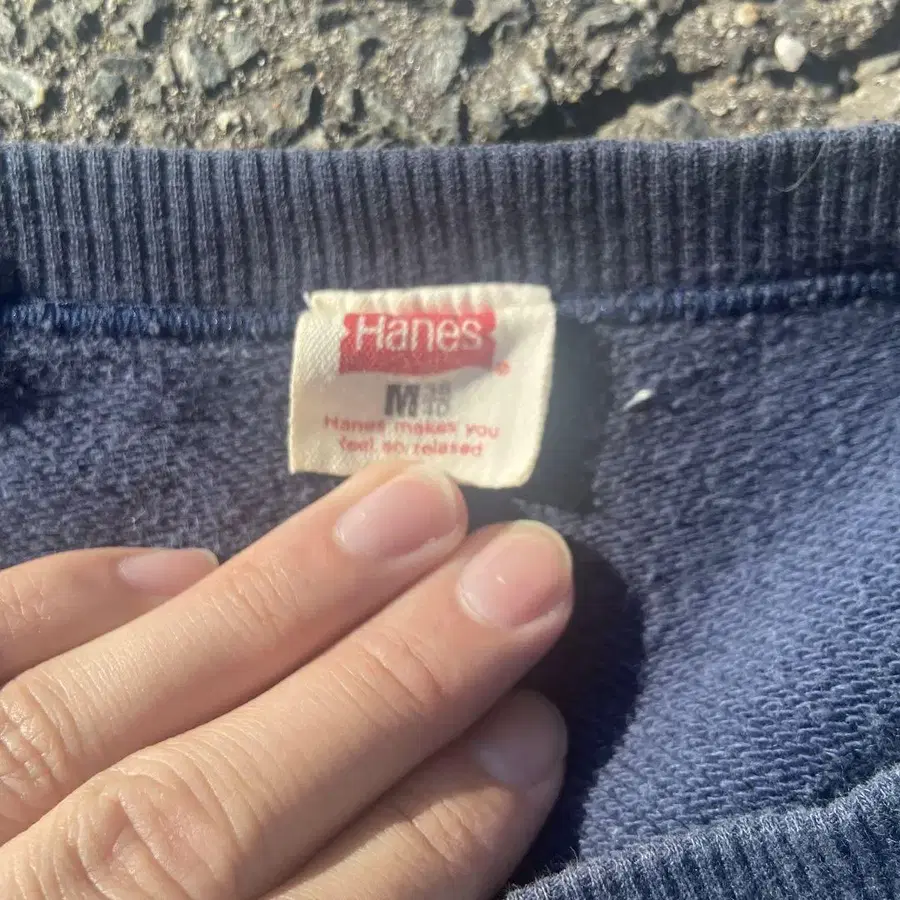 Hanes
M 38 40
Hanes makes you
feel so relaxed